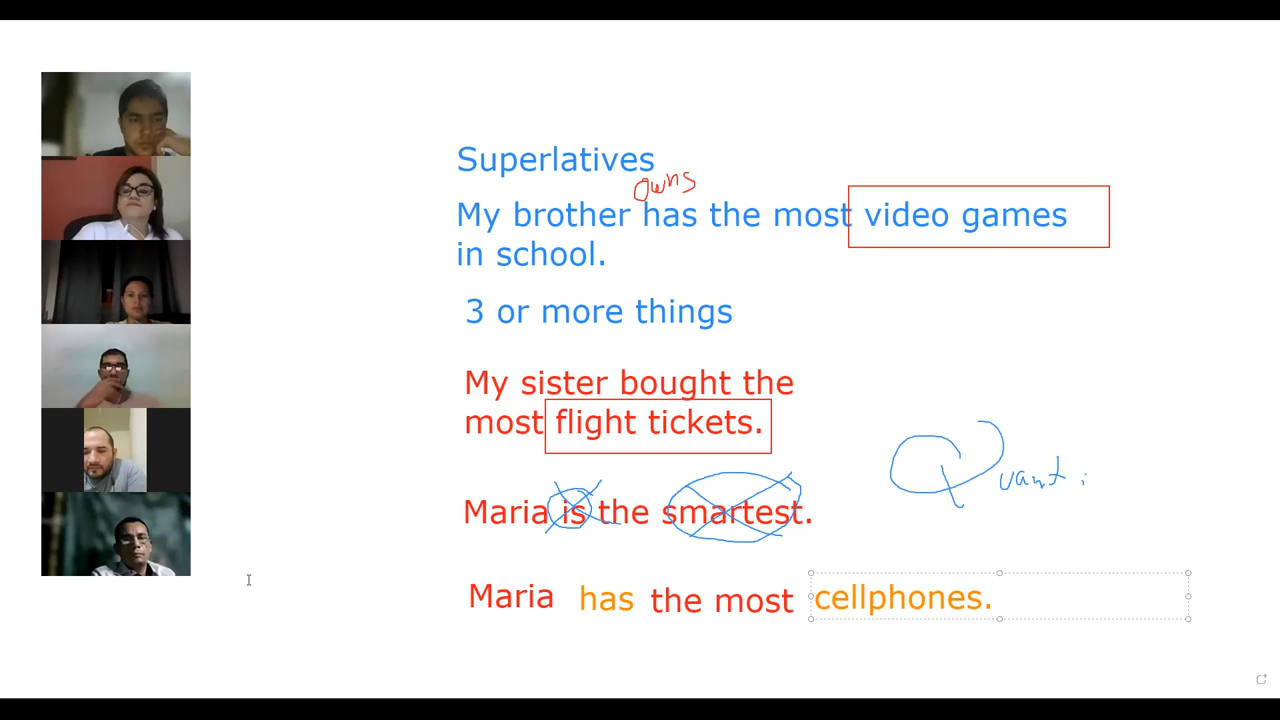 Superlatives
owns
My brother has the most video games
in school.
3 or more things
My sister bought the
most flight tickets.
Quanti
Maria is the smartest.
Maria has the most cellphones.